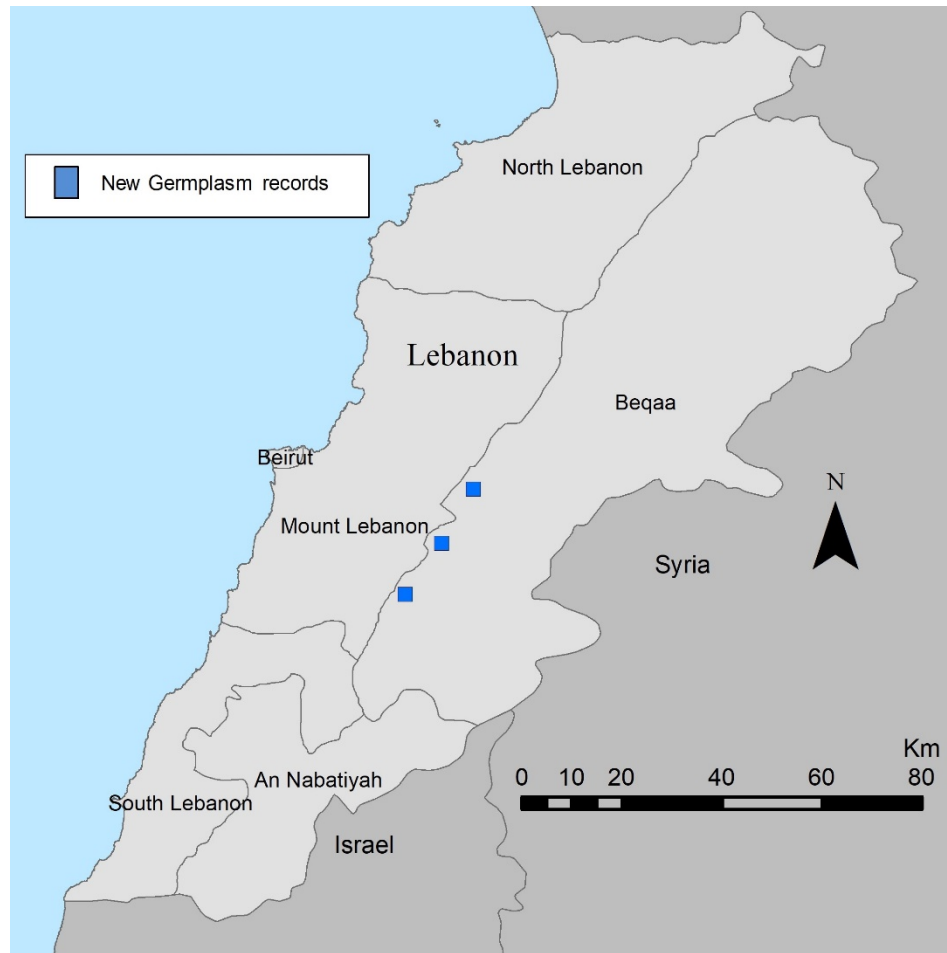 North Lebanon
New Germplasm records
Lebanon
Beqaa
Beirut
N
Mount Lebanon
Syria
Km
0 10 20 40 60 80
An Nabatiyah
South Lebanon
Israel